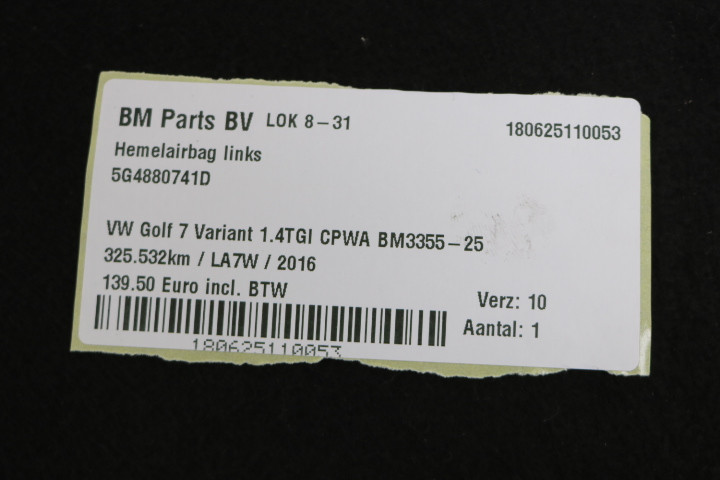 BM Parts BV LOK 8-31 180625110053
Hemelairbag links
5G4880741D
VW Golf 7 Variant 1.4TGI CPWA BM3355-25
325.532km / LA7W / 2016
139.50 Euro incl. BTW
Verz: 10
Aantal: 1
180625110053